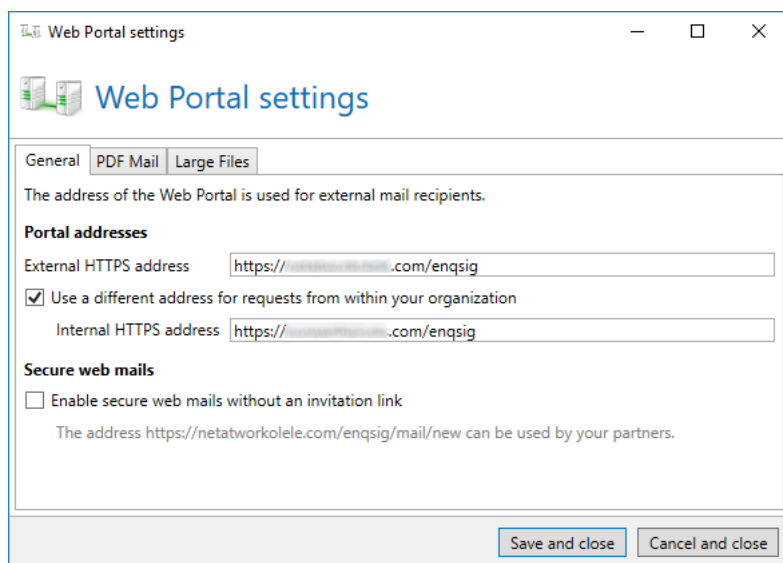 Web Portal settings
Web Portal settings
General PDF Mail Large Files
The address of the Web Portal is used for external mail recipients.
Portal addresses
External HTTPS address https:// .com/enqsig
Use a different address for requests from within your organization
Internal HTTPS address https:// .com/enqsig
Secure web mails
Enable secure web mails without an invitation link
The address https://netatworkolele.com/enqsig/mail/new can be used by your partners.
Save and close Cancel and close